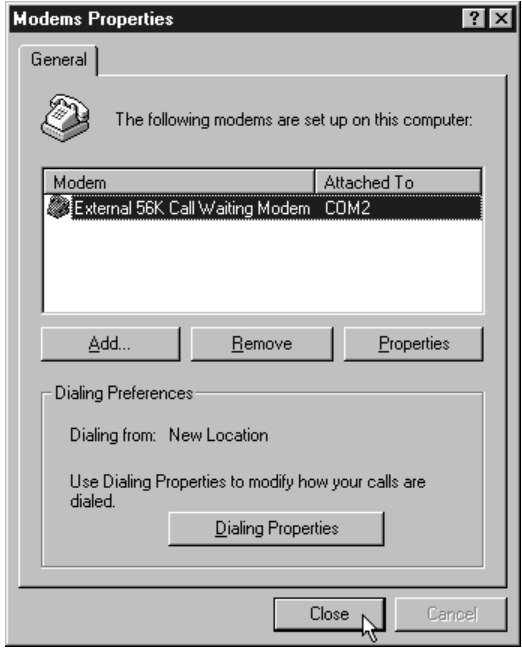 Modems Properties
General
The following modems are set up on this computer:
Modem Attached To
External 56K Call Waiting Modem COM2
Add... Remove Properties
Dialing Preferences
Dialing from: New Location
Use Dialing Properties to modify how your calls are
dialed.
Dialing Properties
Close Cancel